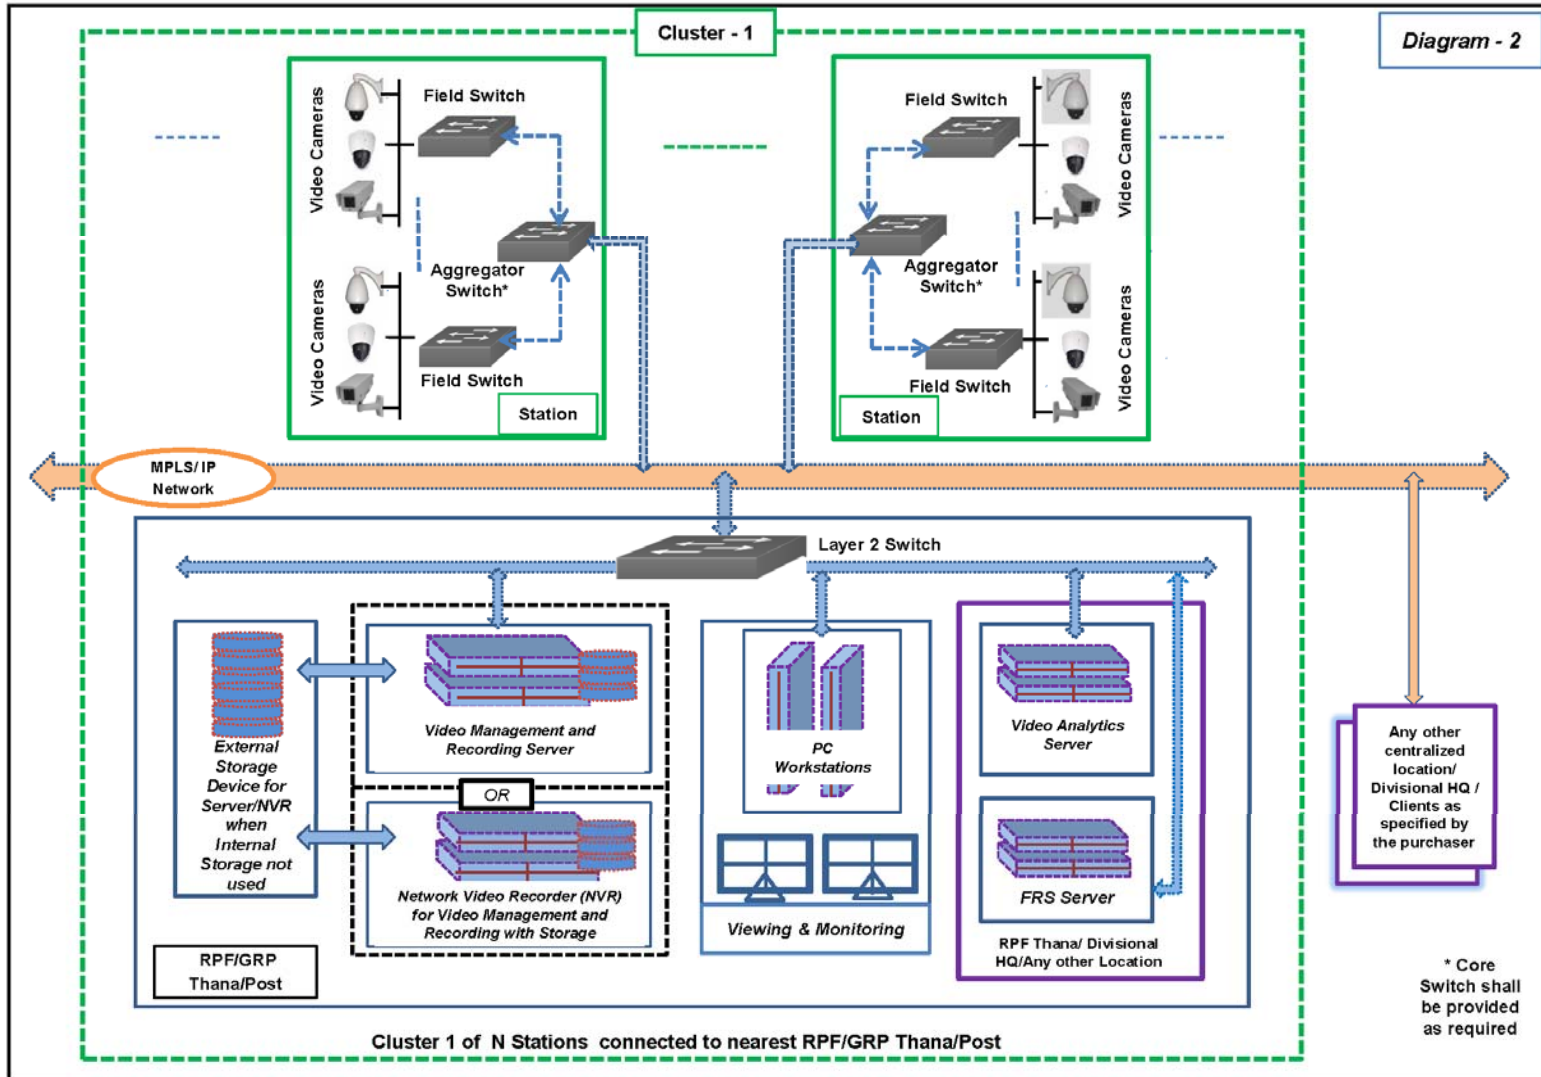 Cluster - 1
Diagram - 2
Video Cameras
Field Switch
Aggregator
Switch*
Video Cameras
Field Switch
Station
Field Switch
Video Cameras
Aggregator
Switch*
Video Cameras
Field Switch
Station
MPLS/ IP
Network
Layer 2 Switch
External
Storage
Device for
Server/NVR
when
Internal
Storage not
used
Video Management and
Recording Server
OR
Network Video Recorder (NVR)
for Video Management and
Recording with Storage
PC
Workstations
Viewing & Monitoring
Video Analytics
Server
FRS Server
RPF Thana/ Divisional
HQ/Any other Location
RPF/GRP
Thana/Post
Any other
centralized
location/
Divisional HQ /
Clients as
specified by
the purchaser
* Core
Switch shall
be provided
as required
Cluster 1 of N Stations connected to nearest RPF/GRP Thana/Post